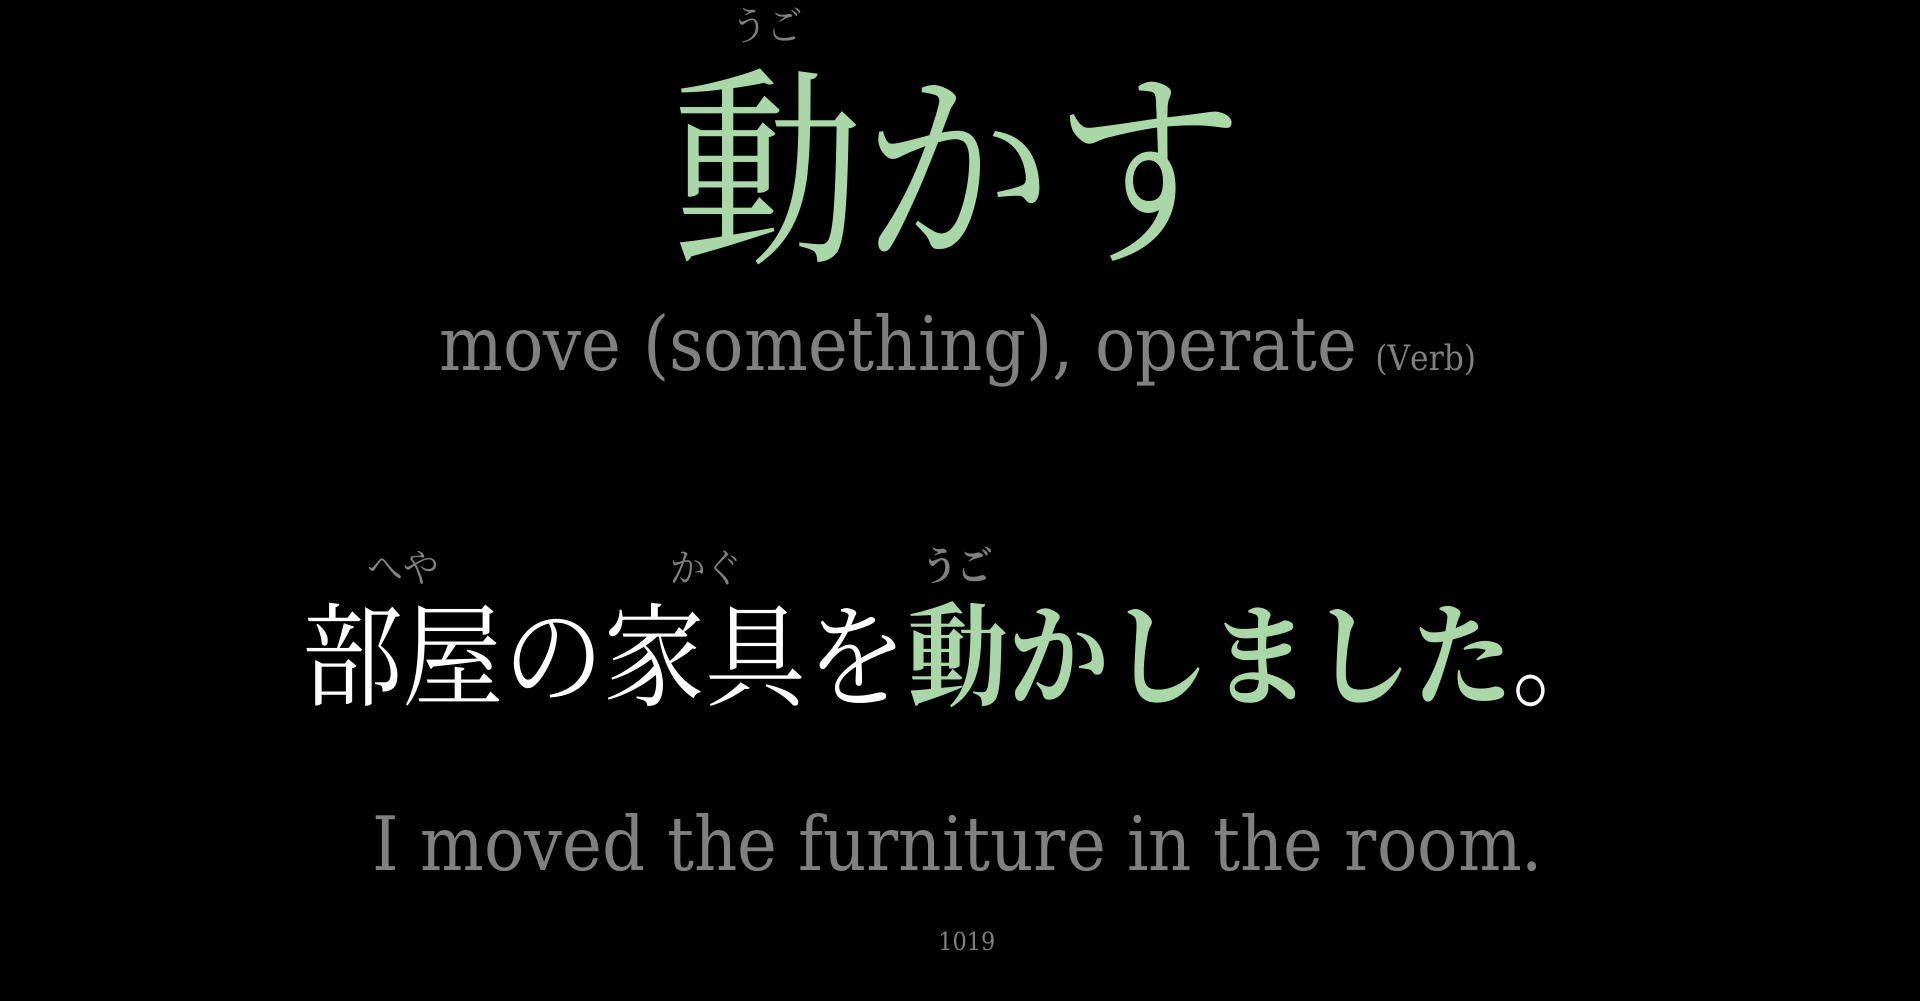 うご
動かす
move (something), operate (Verb)
へや かぐ うご
部屋の家具を動かしました。
I moved the furniture in the room.
1019